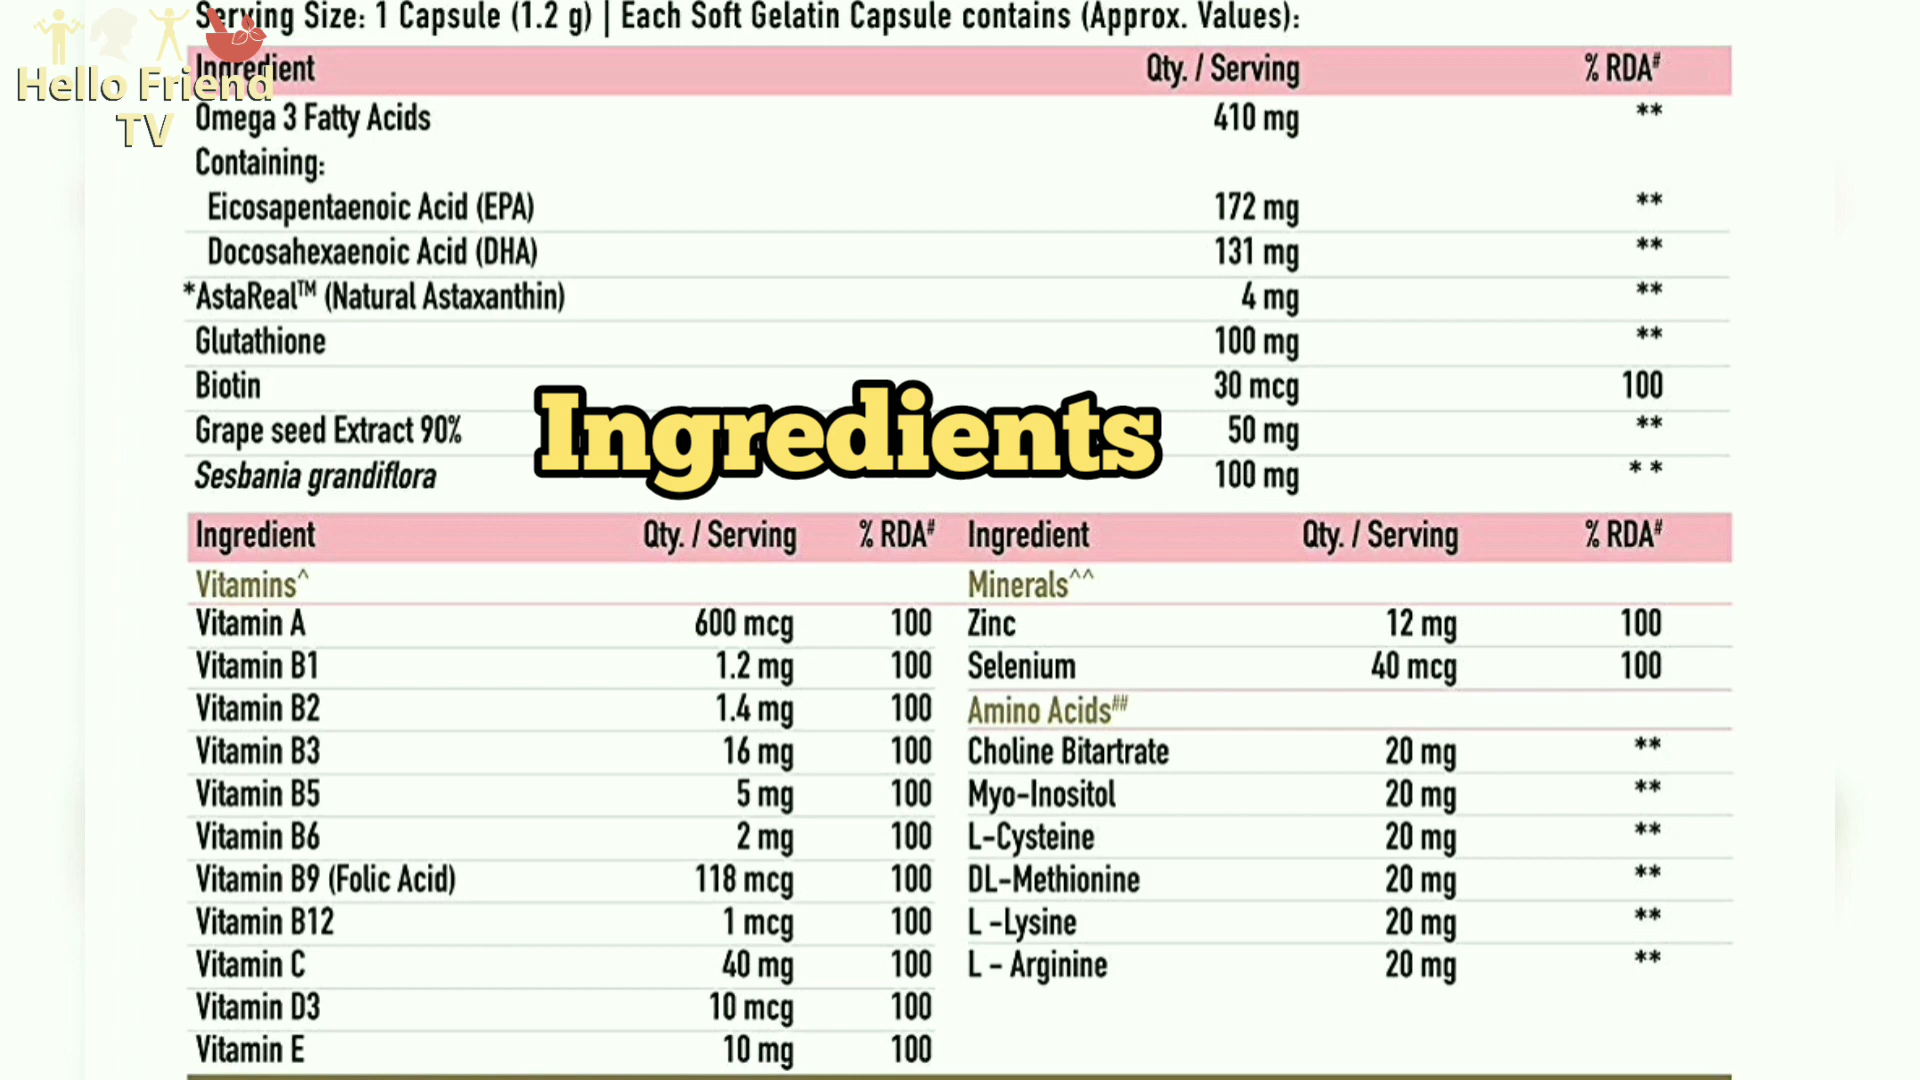 Serving Size: 1 Capsule (1.2 g) | Each Soft Gelatin Capsule contains (Approx. Values):
Hello Friend
TV
Ingredient Qty. / Serving % RDA#
Omega 3 Fatty Acids 410 mg **
Containing:
Eicosapentaenoic Acid (EPA) 172 mg **
Docosahexaenoic Acid (DHA) 131 mg **
*AstaReal™ (Natural Astaxanthin) 4 mg **
Glutathione 100 mg **
Biotin 30 mcg 100
Grape seed Extract 90% 50 mg **
Ingredients
Sesbania grandiflora 100 mg * *
Ingredient Qty. / Serving % RDA# Ingredient Qty. / Serving % RDA#
Vitamins^ Minerals^^
Vitamin A 600 mcg 100 Zinc 12 mg 100
Vitamin B1 1.2 mg 100 Selenium 40 mcg 100
Vitamin B2 1.4 mg 100 Amino Acids##
Vitamin B3 16 mg 100 Choline Bitartrate 20 mg **
Vitamin B5 5 mg 100 Myo-Inositol 20 mg **
Vitamin B6 2 mg 100 L-Cysteine 20 mg **
Vitamin B9 (Folic Acid) 118 mcg 100 DL-Methionine 20 mg **
Vitamin B12 1 mcg 100 L -Lysine 20 mg **
Vitamin C 40 mg 100 L - Arginine 20 mg **
Vitamin D3 10 mcg 100
Vitamin E 10 mg 100